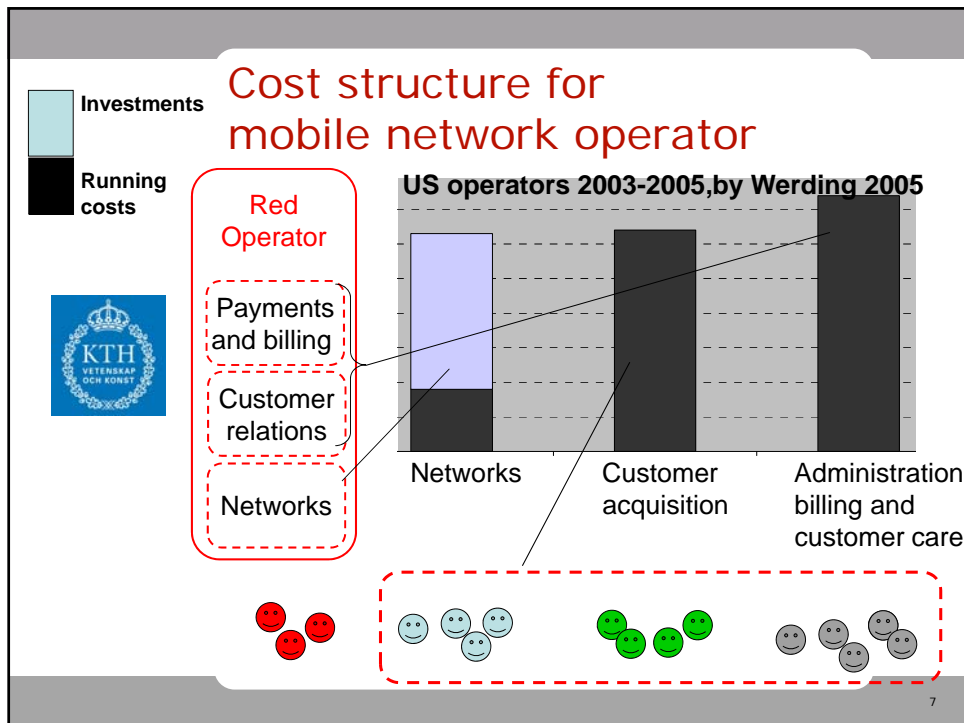 Cost structure for
mobile network operator
Investments
Running
costs
US operators 2003-2005,by Werding 2005
Red
Operator
Payments
and billing
Customer
relations
Networks
KTH
VETENSKAP
OCH KONST
Networks
Customer
acquisition
Administration
billing and
customer care
7